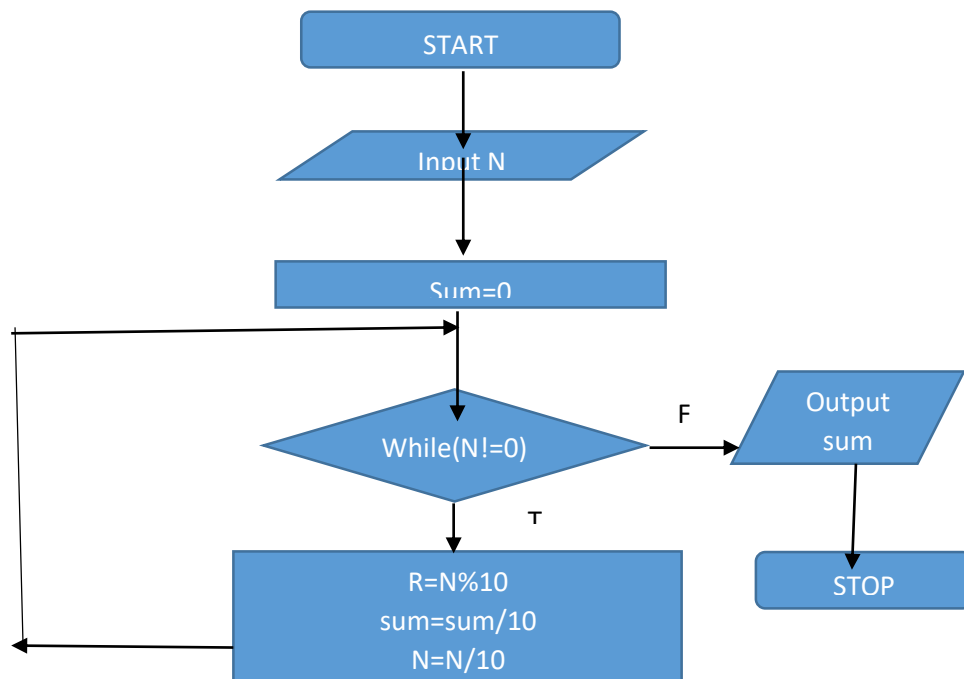 START
Input N
Sum=0
While(N!=0)
F
Output
sum
T
R=N%10
sum=sum/10
N=N/10
STOP